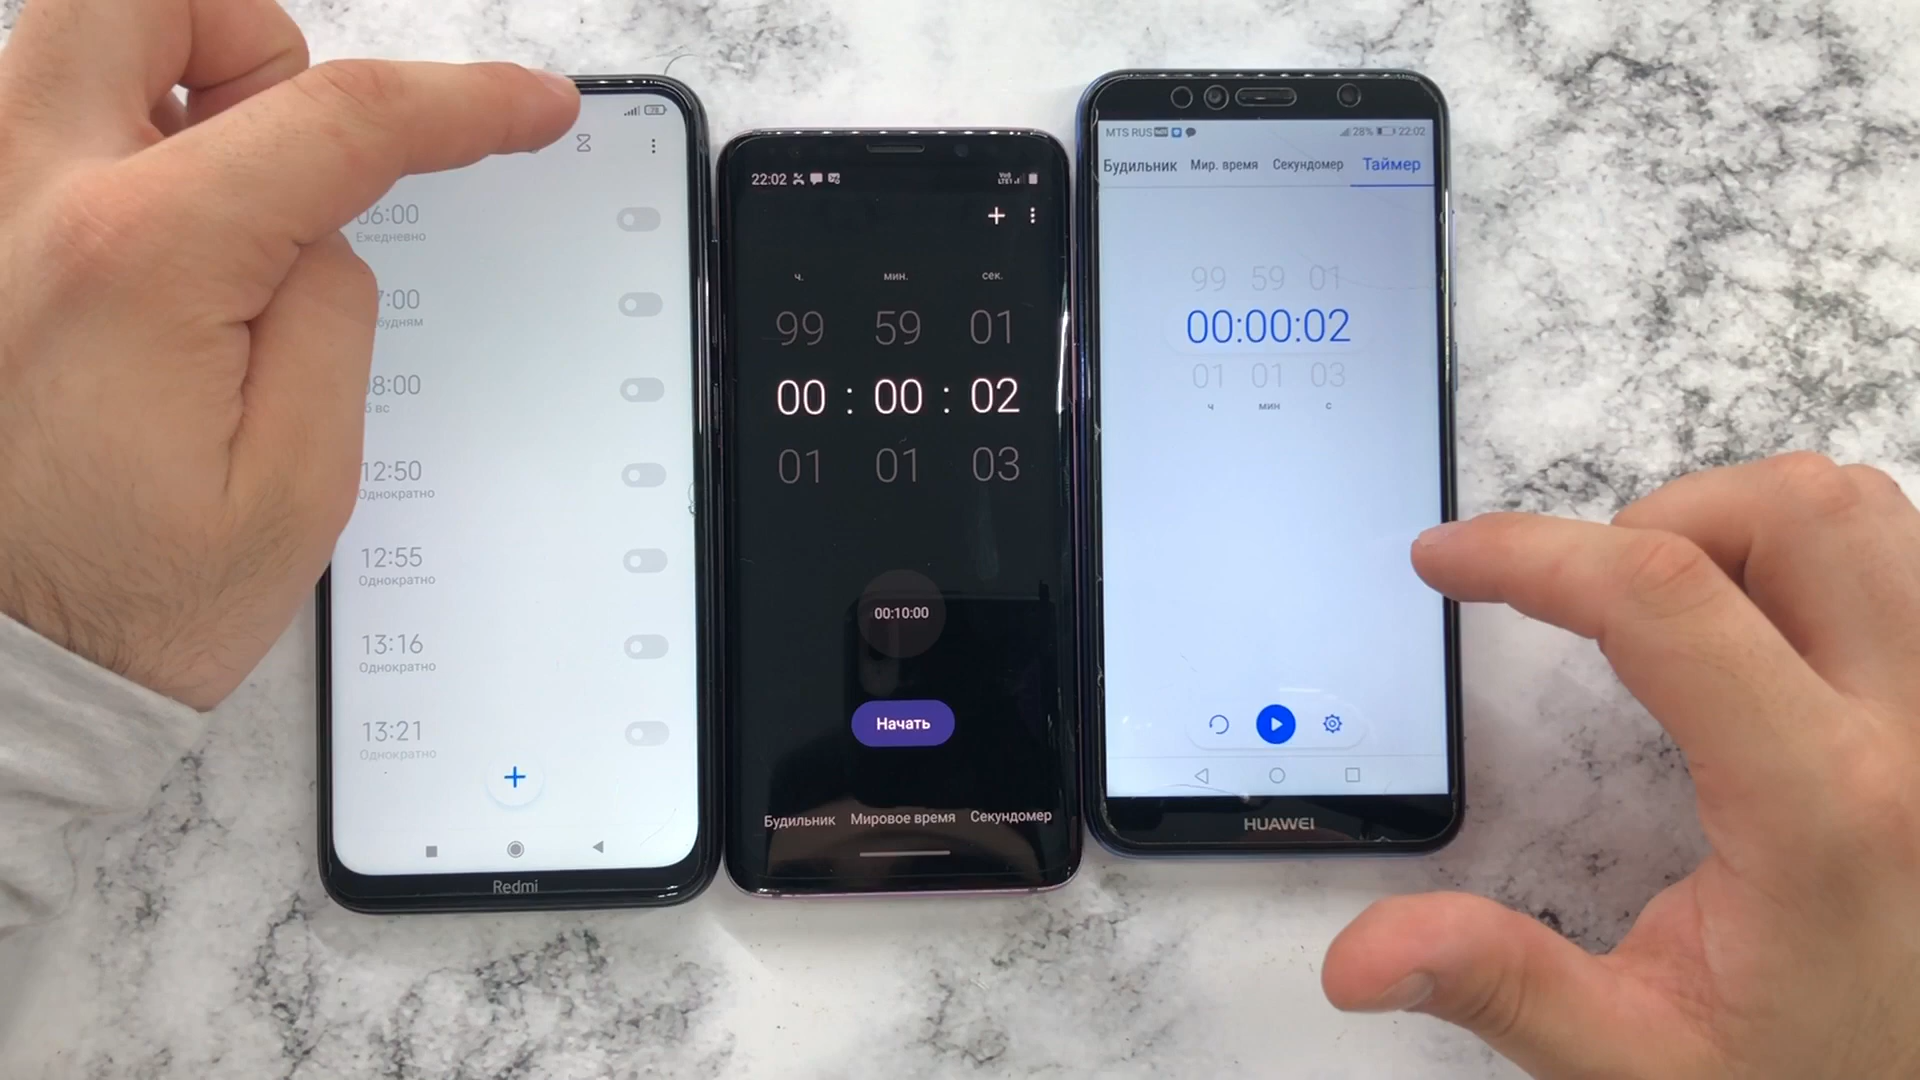 06:00
Ежедневно
7:00
будням
08:00
б вс
12:50
Однократно
12:55
Однократно
13:16
Однократно
13:21
Однократно
Redmi
22:02
ч. мин. сек.
99 59 01
00 : 00 : 02
01 01 03
00:10:00
Начать
Будильник Мировое время Секундомер
MTS RUS 28% 22:02
Будильник Мир. время Секундомер Таймер
99 59 01
00:00:02
01 01 03
ч мин с
HUAWEI